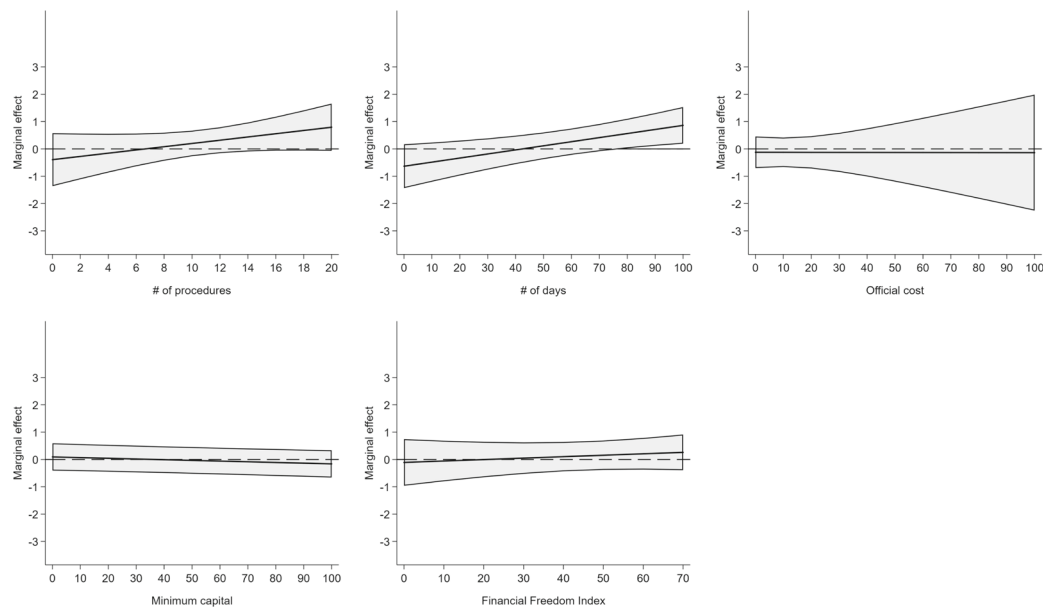 Marginal effect
3
2
1
0
-1
-2
-3
0 2 4 6 8 10 12 14 16 18 20
# of procedures
Marginal effect
3
2
1
0
-1
-2
-3
0 10 20 30 40 50 60 70 80 90 100
# of days
Marginal effect
3
2
1
0
-1
-2
-3
0 10 20 30 40 50 60 70 80 90 100
Official cost
Marginal effect
3
2
1
0
-1
-2
-3
0 10 20 30 40 50 60 70 80 90 100
Minimum capital
Marginal effect
3
2
1
0
-1
-2
-3
0 10 20 30 40 50 60 70
Financial Freedom Index